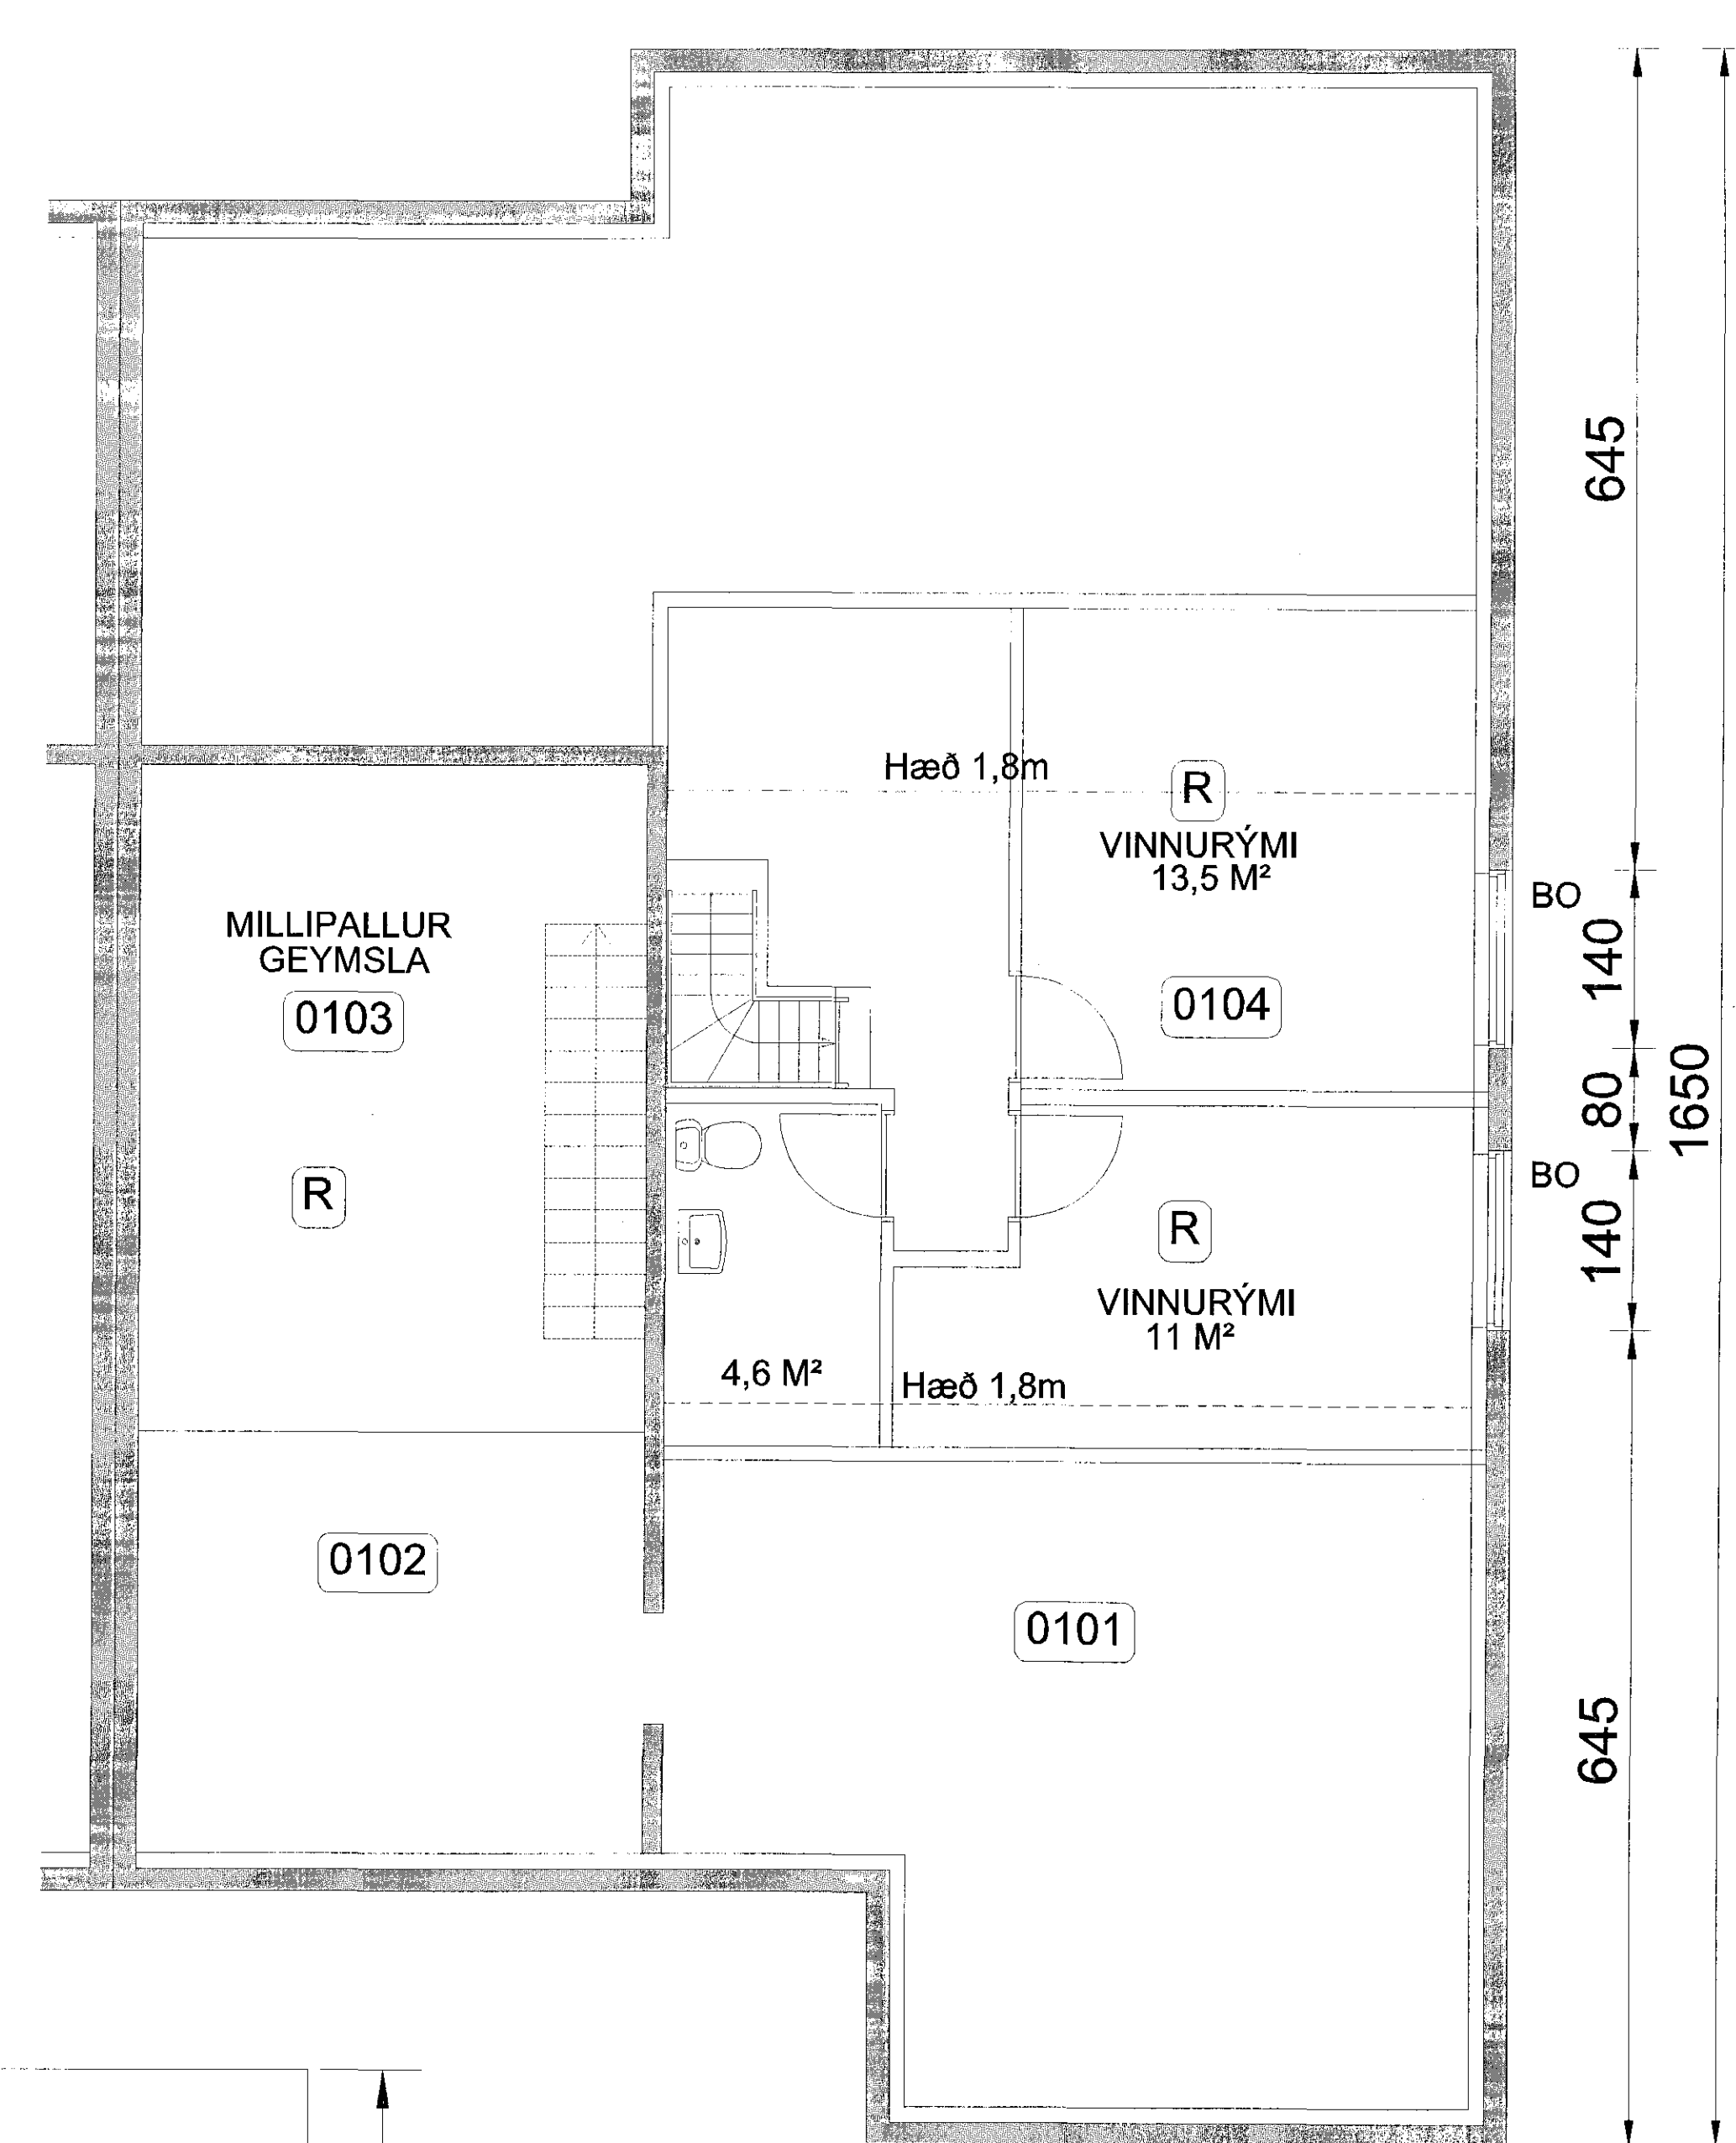 645
Hæð 1,8m
R
VINNURÝMI
13,5 M²
BO
140
MILLIPALLUR
GEYMSLA
0103
0104
80
1650
R
BO
140
R
VINNURÝMI
11 M²
4,6 M²
Hæð 1,8m
0102
0101
645